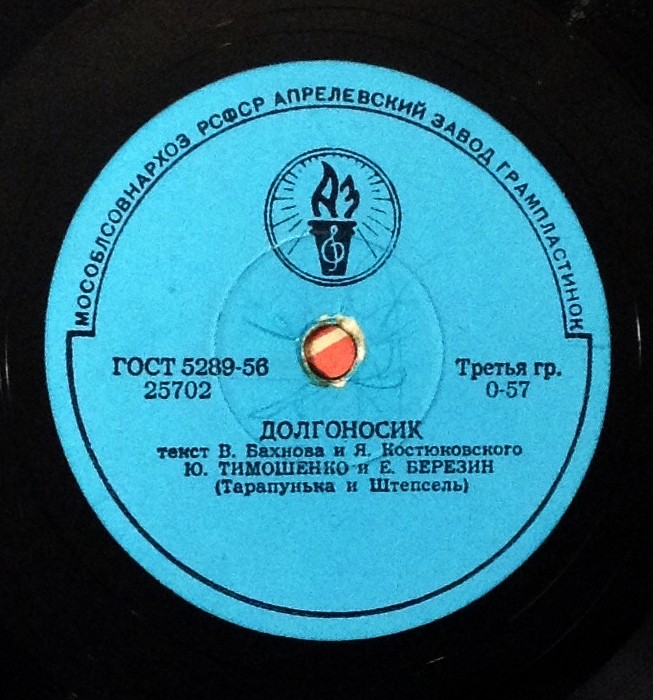 МОСОБЛСОВНАРХОЗ РСФСР АПРЕЛЕВСКИЙ ЗАВОД ГРАМПЛАСТИНОК
АЗ
ГОСТ 5289-56
25702
Третья гр.
0-57
ДОЛГОНОСИК
текст В. Бахнова и Я. Костюковского
Ю. ТИМОШЕНКО и Е. БЕРЕЗИН
(Тарапунька и Штепсель)